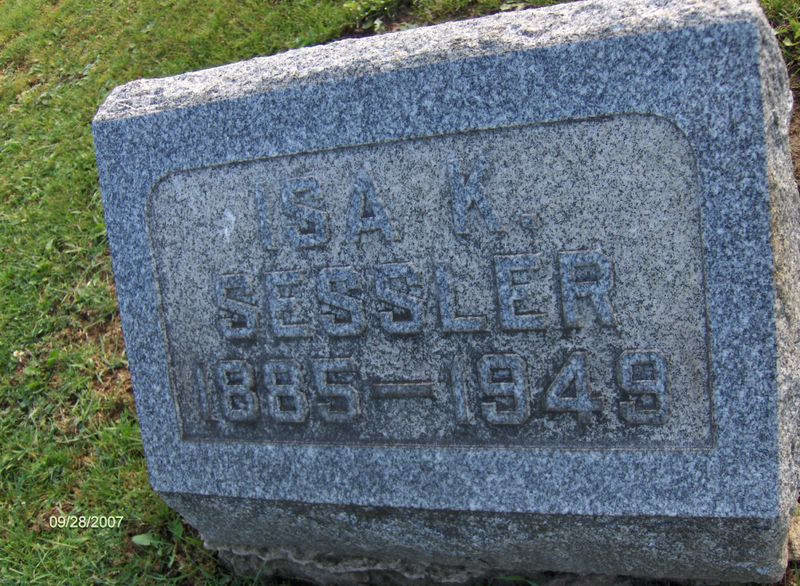 ISA K.
SESSLER
1885—1949
09/28/2007